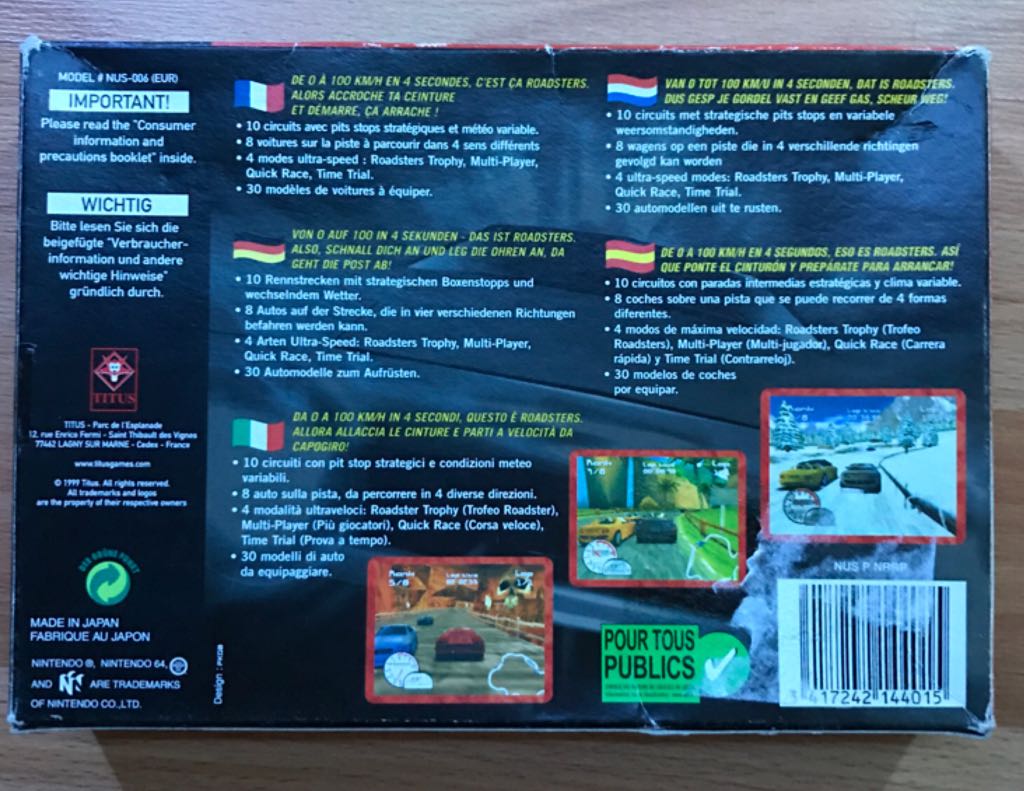 MODEL # NUS-006 (EUR)
IMPORTANT!
Please read the "Consumer
information and
precautions booklet" inside.
WICHTIG
Bitte lesen Sie sich die
beigefügte "Verbraucher-
information und andere
wichtige Hinweise"
gründlich durch.
TITUS
TITUS - Parc de l'Esplanade
12, rue Enrico Fermi - Saint Thibault des Vignes
77462 LAGNY SUR MARNE - Cedex - France
www.titusgames.com
© 1999 Titus. All rights reserved.
All trademarks and logos
are the property of their respective owners
DER GRÜNE PUNKT
MADE IN JAPAN
FABRIQUE AU JAPON
NINTENDO ®, NINTENDO 64,
AND ARE TRADEMARKS
OF NINTENDO CO.,LTD.
Design :
DE 0 À 100 KM/H EN 4 SECONDES, C'EST ÇA ROADSTERS.
ALORS ACCROCHE TA CEINTURE
ET DÉMARRE, ÇA ARRACHE !
• 10 circuits avec pits stops stratégiques et météo variable.
• 8 voitures sur la piste à parcourir dans 4 sens différents
• 4 modes ultra-speed : Roadsters Trophy, Multi-Player,
Quick Race, Time Trial.
• 30 modèles de voitures à équiper.
VON 0 AUF 100 IN 4 SEKUNDEN - DAS IST ROADSTERS.
ALSO, SCHNALL DICH AN UND LEG DIE OHREN AN, DA
GEHT DIE POST AB!
• 10 Rennstrecken mit strategischen Boxenstopps und
wechselndem Wetter.
• 8 Autos auf der Strecke, die in vier verschiedenen Richtungen
befahren werden kann.
• 4 Arten Ultra-Speed: Roadsters Trophy, Multi-Player,
Quick Race, Time Trial.
• 30 Automodelle zum Aufrüsten.
DA 0 A 100 KM/H EN 4 SECONDI, QUESTO È ROADSTERS.
ALLORA ALLACCIA LE CINTURE E PARTI A VELOCITÀ DA
CAPOGIRO!
• 10 circuiti con pit stop strategici e condizioni meteo
variabili.
• 8 auto sulla pista, da percorrere in 4 diverse direzioni.
• 4 modalità ultraveloci: Roadster Trophy (Trofeo Roadster),
Multi-Player (Più giocatori), Quick Race (Corsa veloce),
Time Trial (Prova a tempo).
• 30 modelli di auto
da equipaggiare.
VAN 0 TOT 100 KM/U IN 4 SECONDEN, DAT IS ROADSTERS.
DUS GESP JE GORDEL VAST EN GEEF GAS, SCHEUR WEG!
• 10 circuits met strategische pits stops en variabele
weersomstandigheden.
• 8 wagens op een piste die in 4 verschillende richtingen
gevolgd kan worden
• 4 ultra-speed modes: Roadsters Trophy, Multi-Player,
Quick Race, Time Trial.
• 30 automodellen uit te rusten.
DE 0 A 100 KM/H EN 4 SEGUNDOS, ESO ES ROADSTERS. ASÍ
QUE PONTE EL CINTURÓN Y PREPÁRATE PARA ARRANCAR!
• 10 circuitos con paradas intermedias estratégicas y clima variable.
• 8 coches sobre una pista que se puede recorrer de 4 formas
diferentes.
• 4 modos de máxima velocidad: Roadsters Trophy (Trofeo
Roadsters), Multi-Player (Multi-jugador), Quick Race (Carrera
rápida) y Time Trial (Contrarreloj).
• 30 modelos de coches
por equipar.
5/8
NUS P NRRP
POUR TOUS
PUBLICS
417242 144015